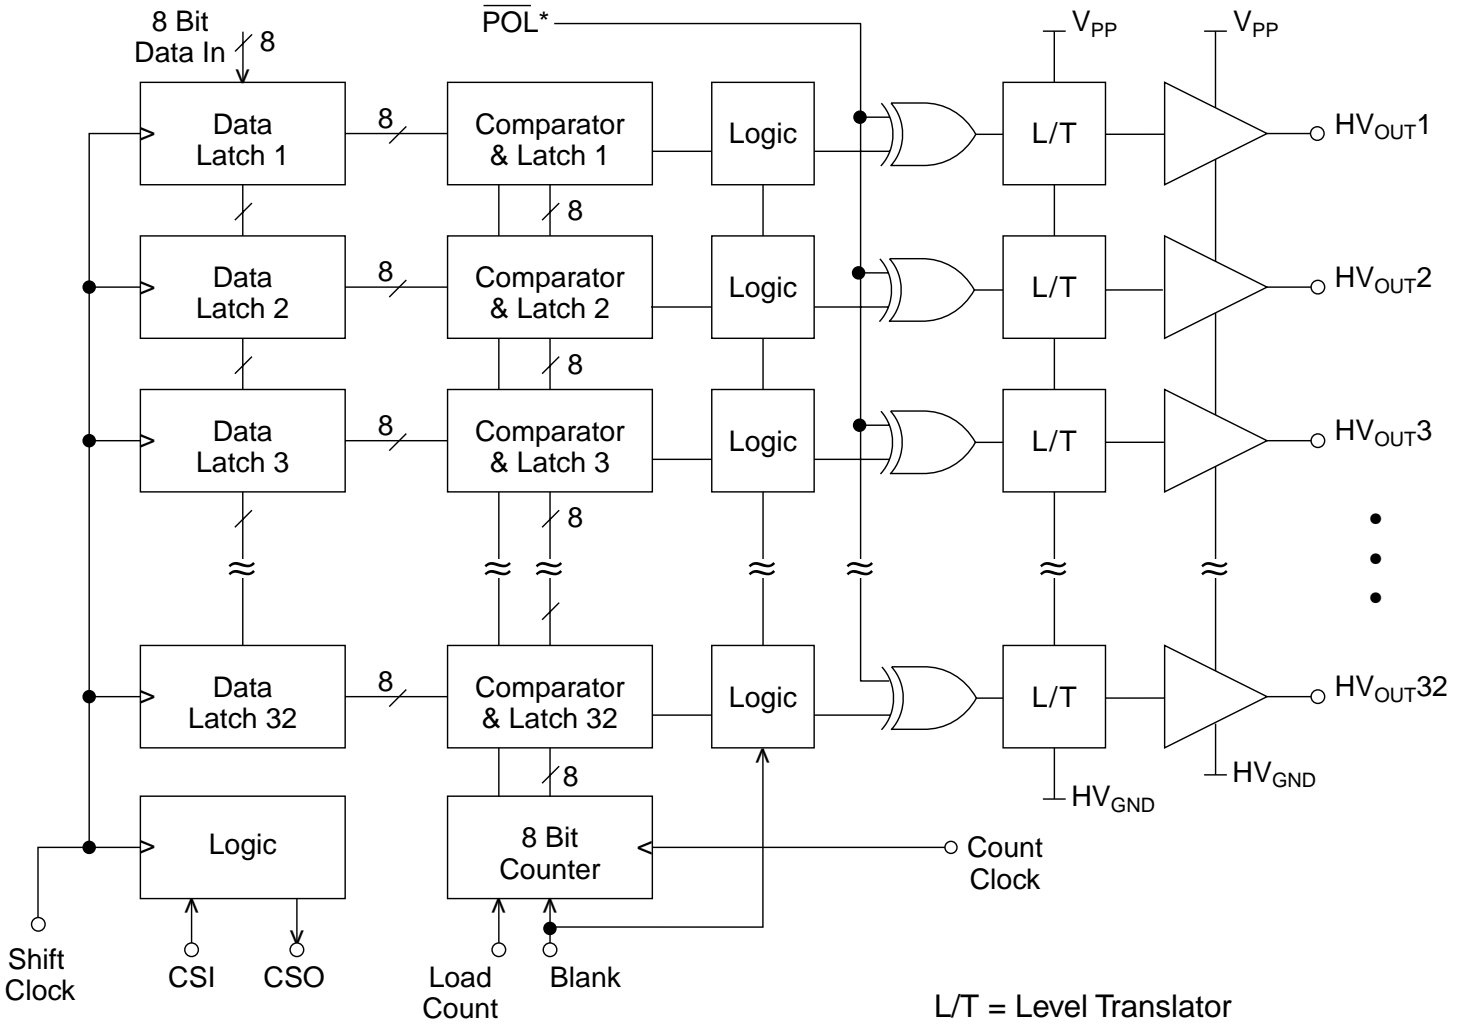 8 Bit
Data In
8
POL*
VPP
VPP
Data
Latch 1
8
Comparator
& Latch 1
Logic
L/T
HVOUT1
8
Data
Latch 2
8
Comparator
& Latch 2
Logic
L/T
HVOUT2
8
Data
Latch 3
8
Comparator
& Latch 3
Logic
L/T
HVOUT3
8
Data
Latch 32
8
Comparator
& Latch 32
Logic
L/T
HVOUT32
8
HVGND
HVGND
Logic
8 Bit
Counter
Count
Clock
Shift
Clock
CSI
CSO
Load
Count
Blank
L/T = Level Translator